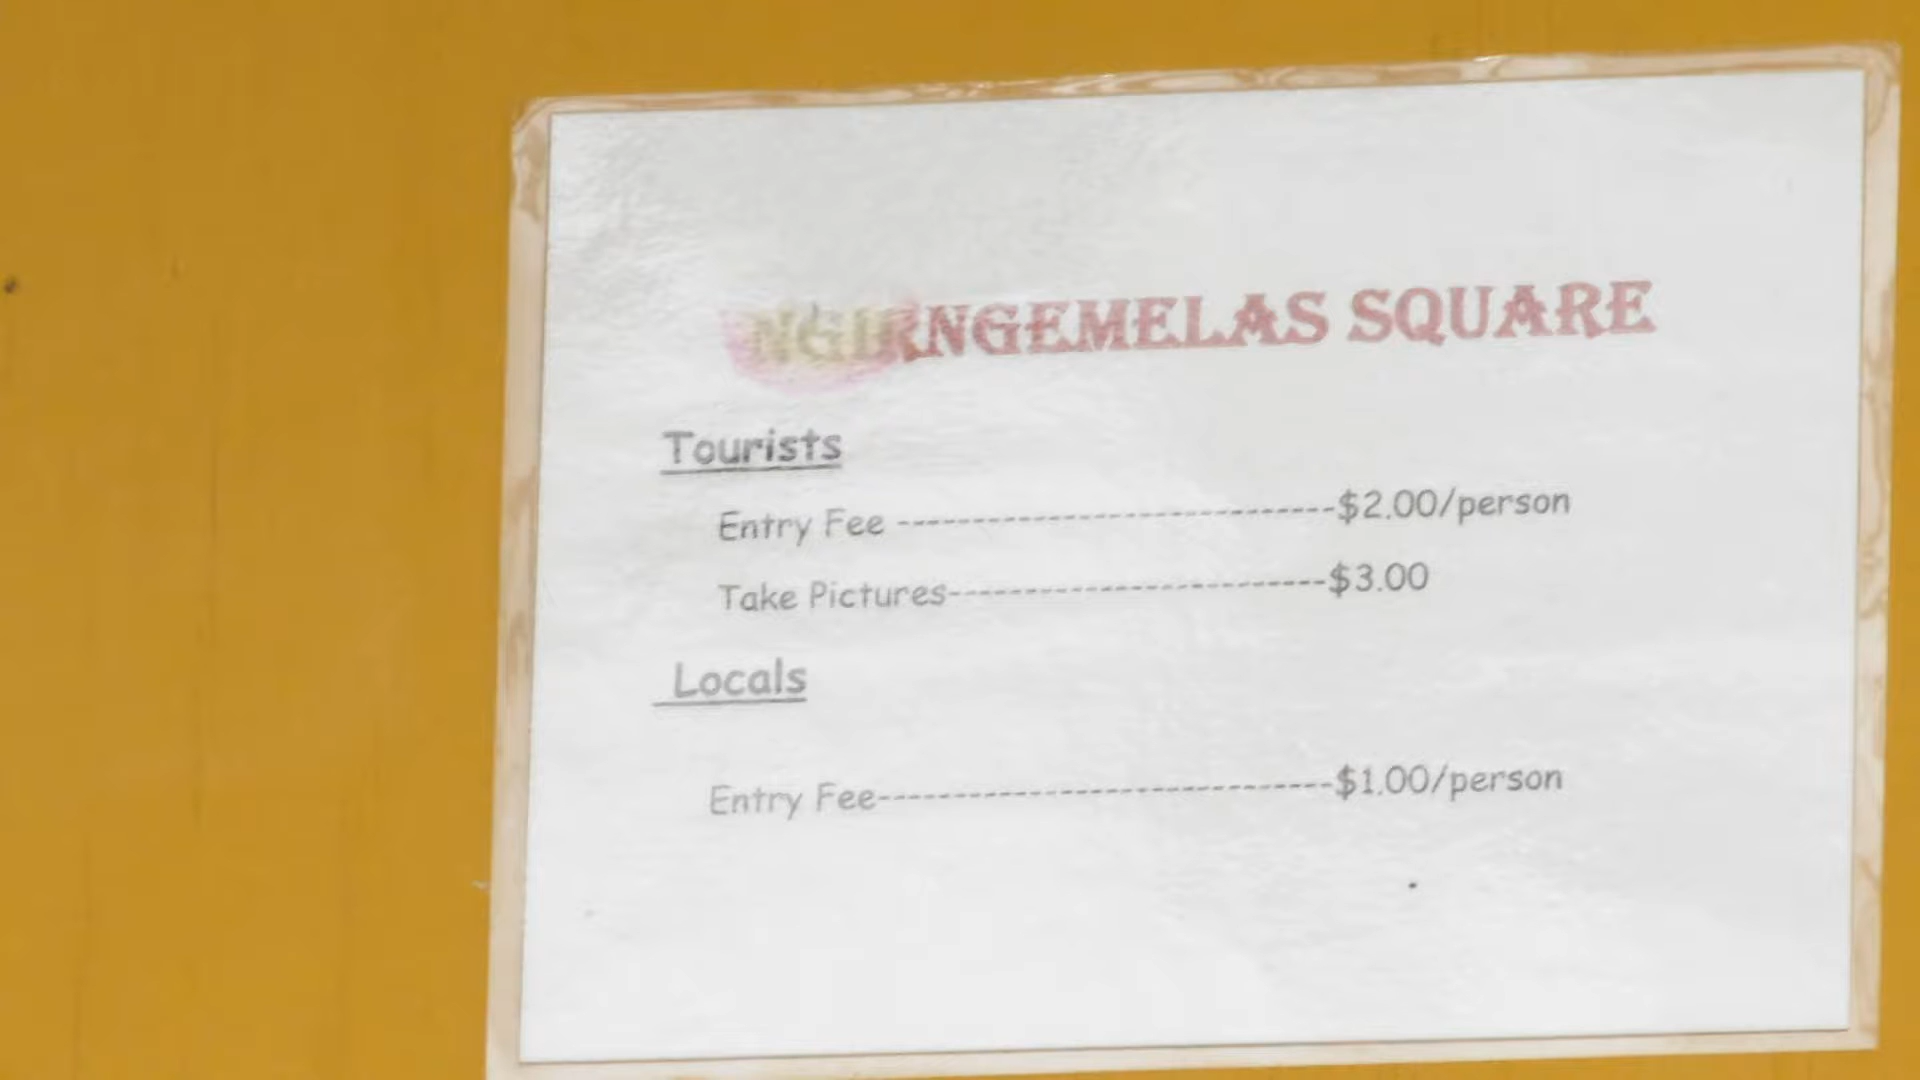 NGIRNGEMELAS SQUARE
Tourists
Entry Fee ----------------------------$2.00/person
Take Pictures-------------------------$3.00
Locals
Entry Fee-----------------------------$1.00/person